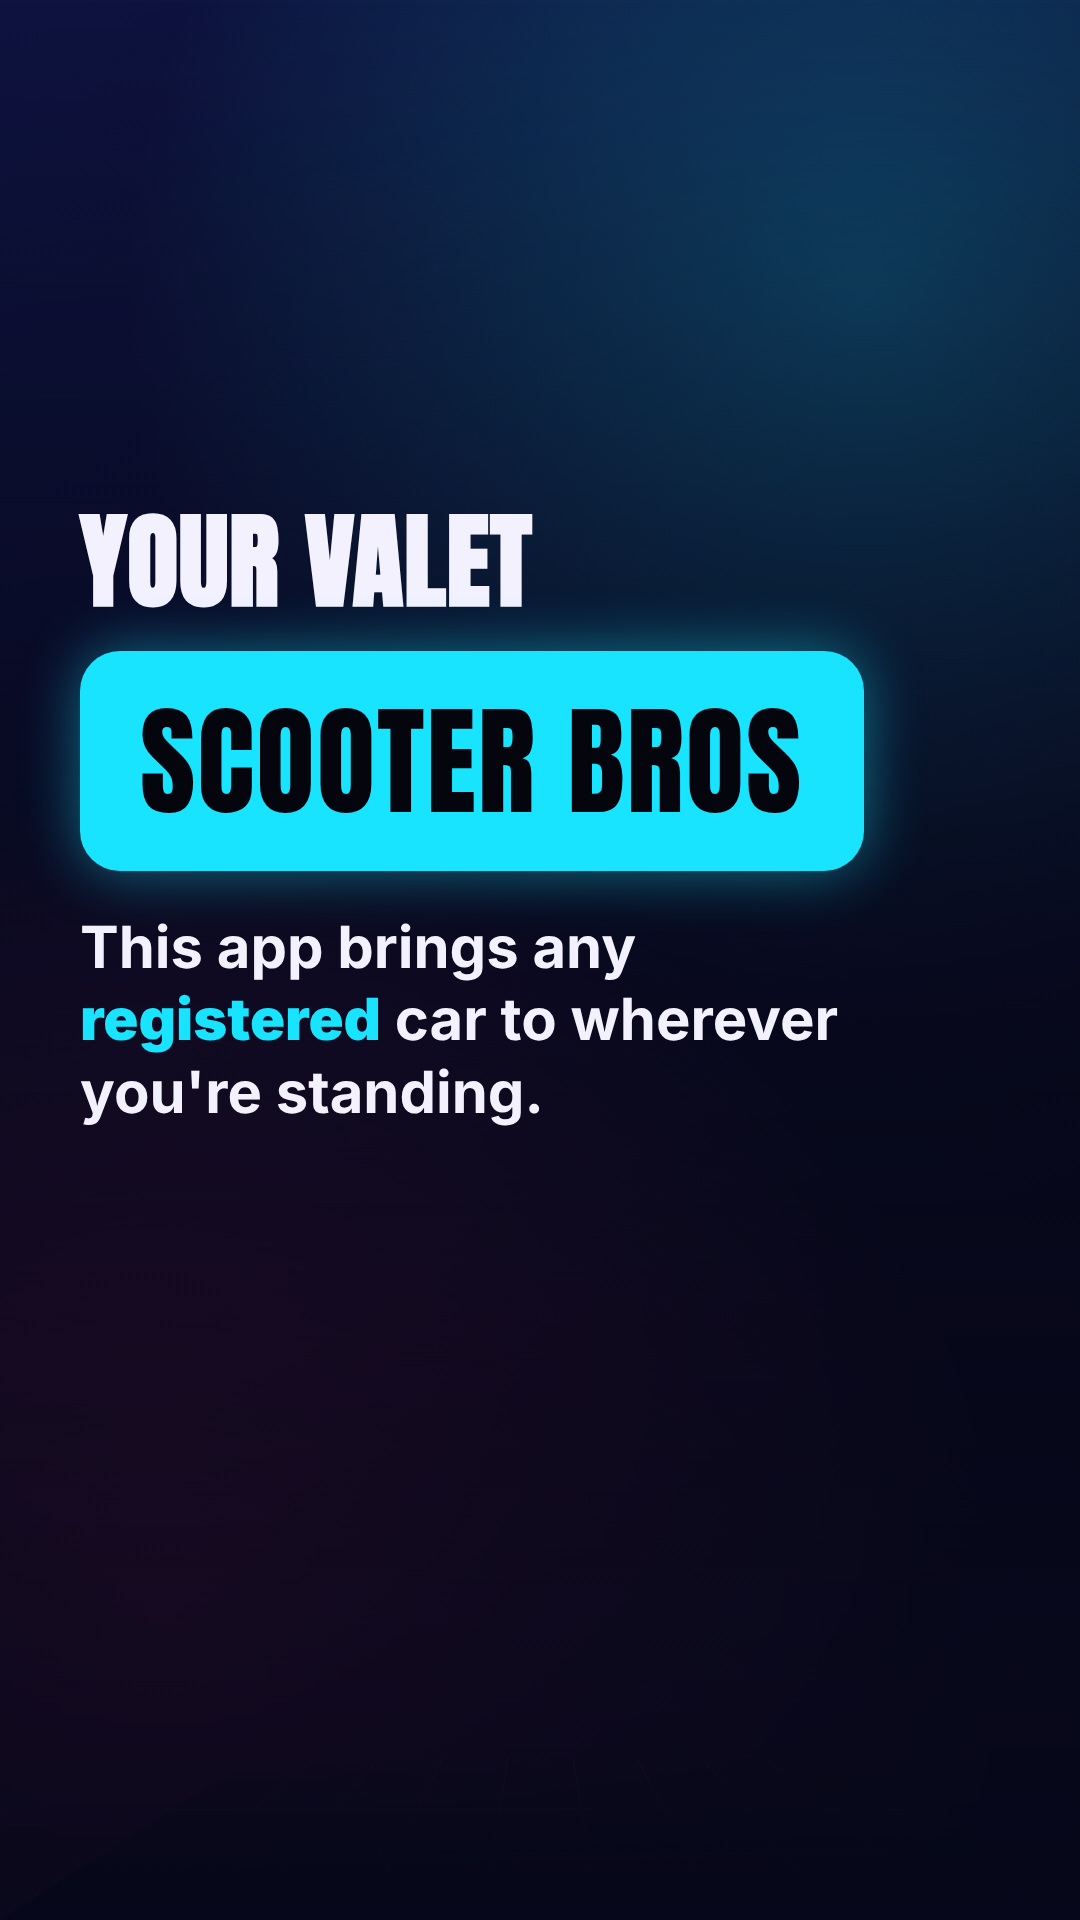 YOUR VALET
SCOOTER BROS
This app brings any
registered car to wherever
you're standing.